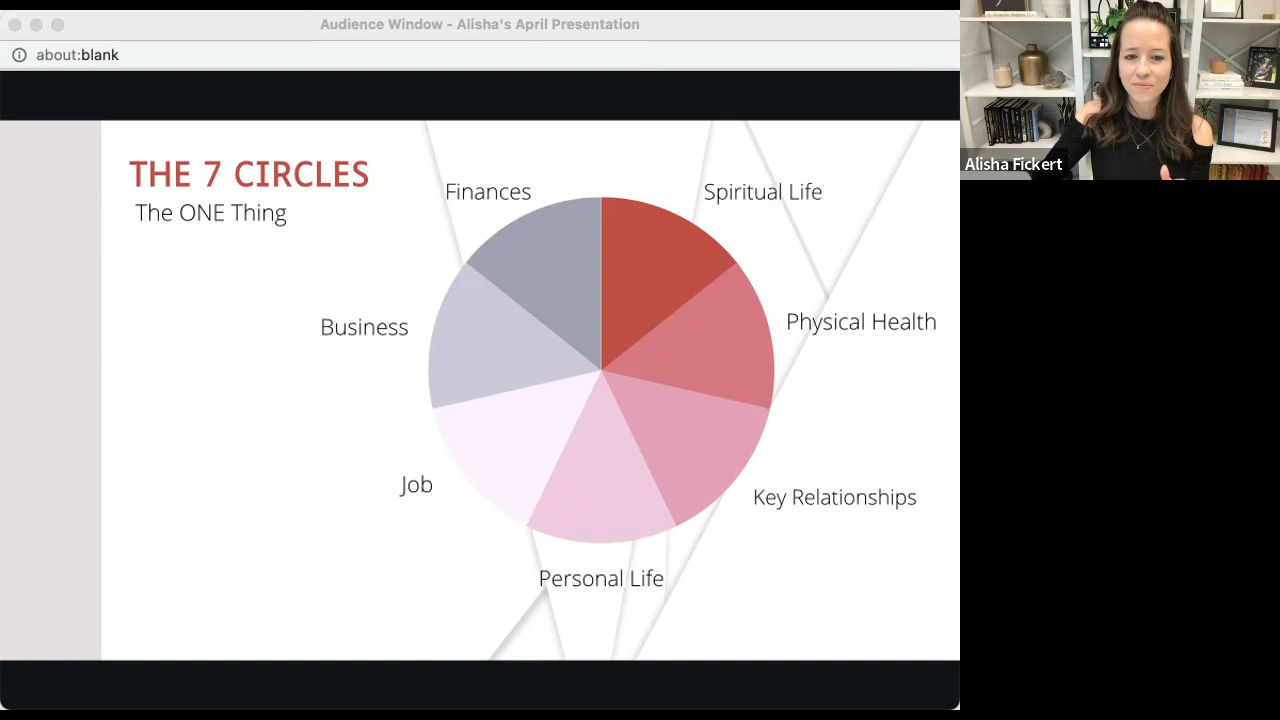 Audience Window - Alisha's April Presentation
about:blank
THE 7 CIRCLES
The ONE Thing
Finances
Spiritual Life
Business
Physical Health
Job
Key Relationships
Personal Life
Alisha Fickert